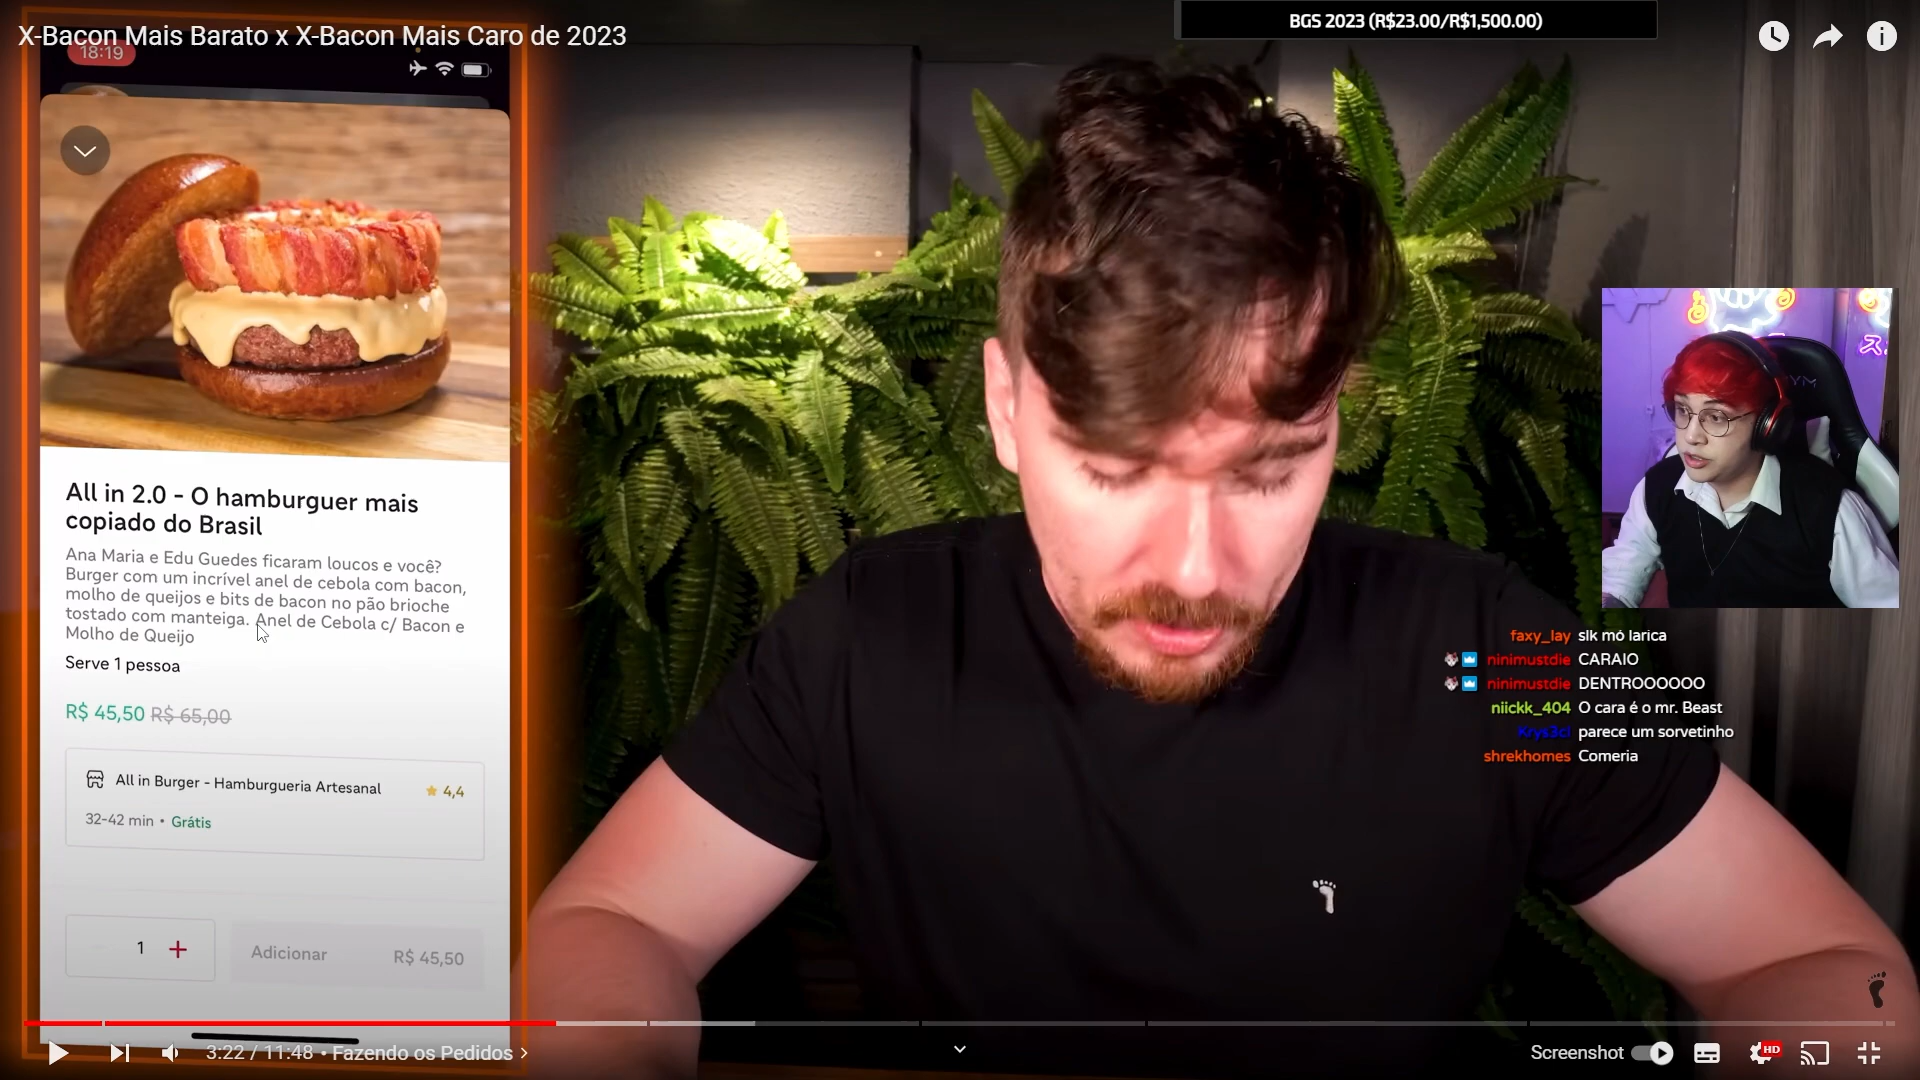 X-Bacon Mais Barato x X-Bacon Mais Caro de 2023
BGS 2023 (R$23.00/R$1,500.00)
18:19
All in 2.0 - O hamburguer mais
copiado do Brasil
Ana Maria e Edu Guedes ficaram loucos e você?
Burger com um incrível anel de cebola com bacon,
molho de queijos e bits de bacon no pão brioche
tostado com manteiga. Anel de Cebola c/ Bacon e
Molho de Queijo
Serve 1 pessoa
R$ 45,50 R$ 65,00
All in Burger - Hamburgueria Artesanal 4,4
32-42 min • Grátis
1 + Adicionar R$ 45,50
faxy_lay slk mó larica
ninimustdie CARAIO
ninimustdie DENTROOOOOO
niickk_404 O cara é o mr. Beast
parece um sorvetinho
shrekhomes Comeria
3:22 / 11:48 • Fazendo os Pedidos
Screenshot
HD